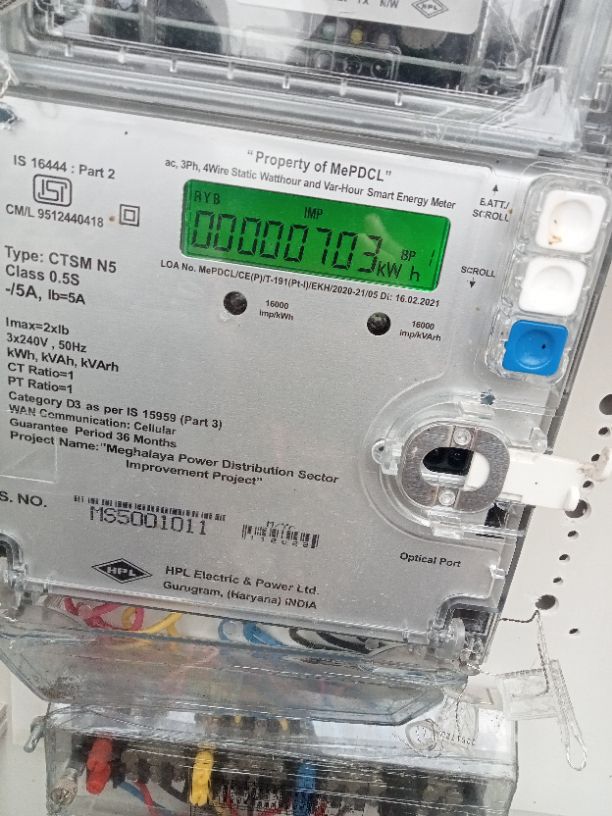 HPL
"Property of MePDCL"
IS 16444 : Part 2
ac, 3Ph, 4Wire Static Watthour and Var-Hour Smart Energy Meter
BATT/
SCROLL
ISI
CM/L 9512440418
RYB
IMP
00000703 kWh
BP 1
SCROLL
LOA No. MePDCL/CE(P)/T-191(Pt-I)/EKH/2020-21/05 Dt: 16.02.2021
Type: CTSM N5
Class 0.5S
-/5A, Ib=5A
16000
imp/kWh
16000
imp/kVArh
Imax=2xIb
3x240V, 50Hz
kWh, kVAh, kVArh
CT Ratio=1
PT Ratio=1
Category D3 as per IS 15959 (Part 3)
WAN Communication: Cellular
Guarantee Period 36 Months
Project Name:"Meghalaya Power Distribution Sector
Improvement Project"
S. NO.
MS5001011
Optical Port
HPL
HPL Electric & Power Ltd.
Gurugram, (Haryana) INDIA